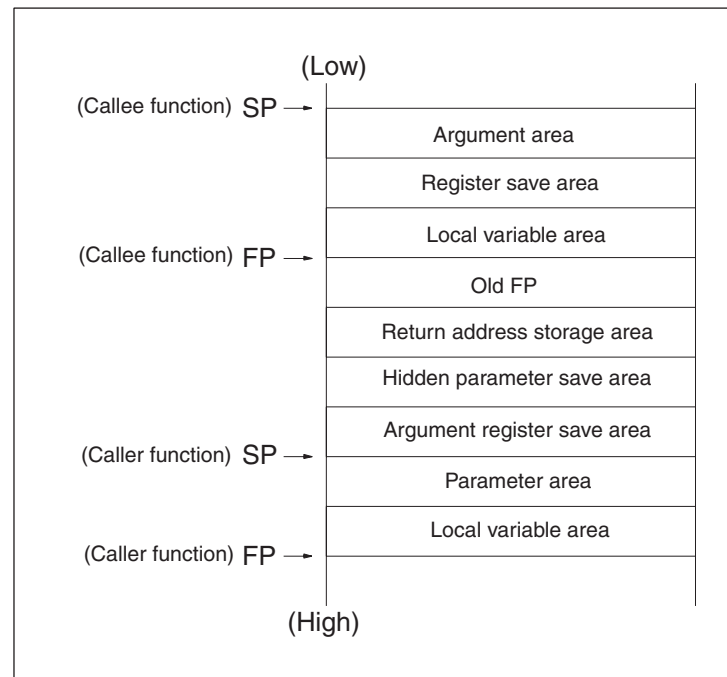 (Low)
(Callee function) SP
Argument area
Register save area
Local variable area
(Callee function) FP
Old FP
Return address storage area
Hidden parameter save area
Argument register save area
(Caller function) SP
Parameter area
Local variable area
(Caller function) FP
(High)